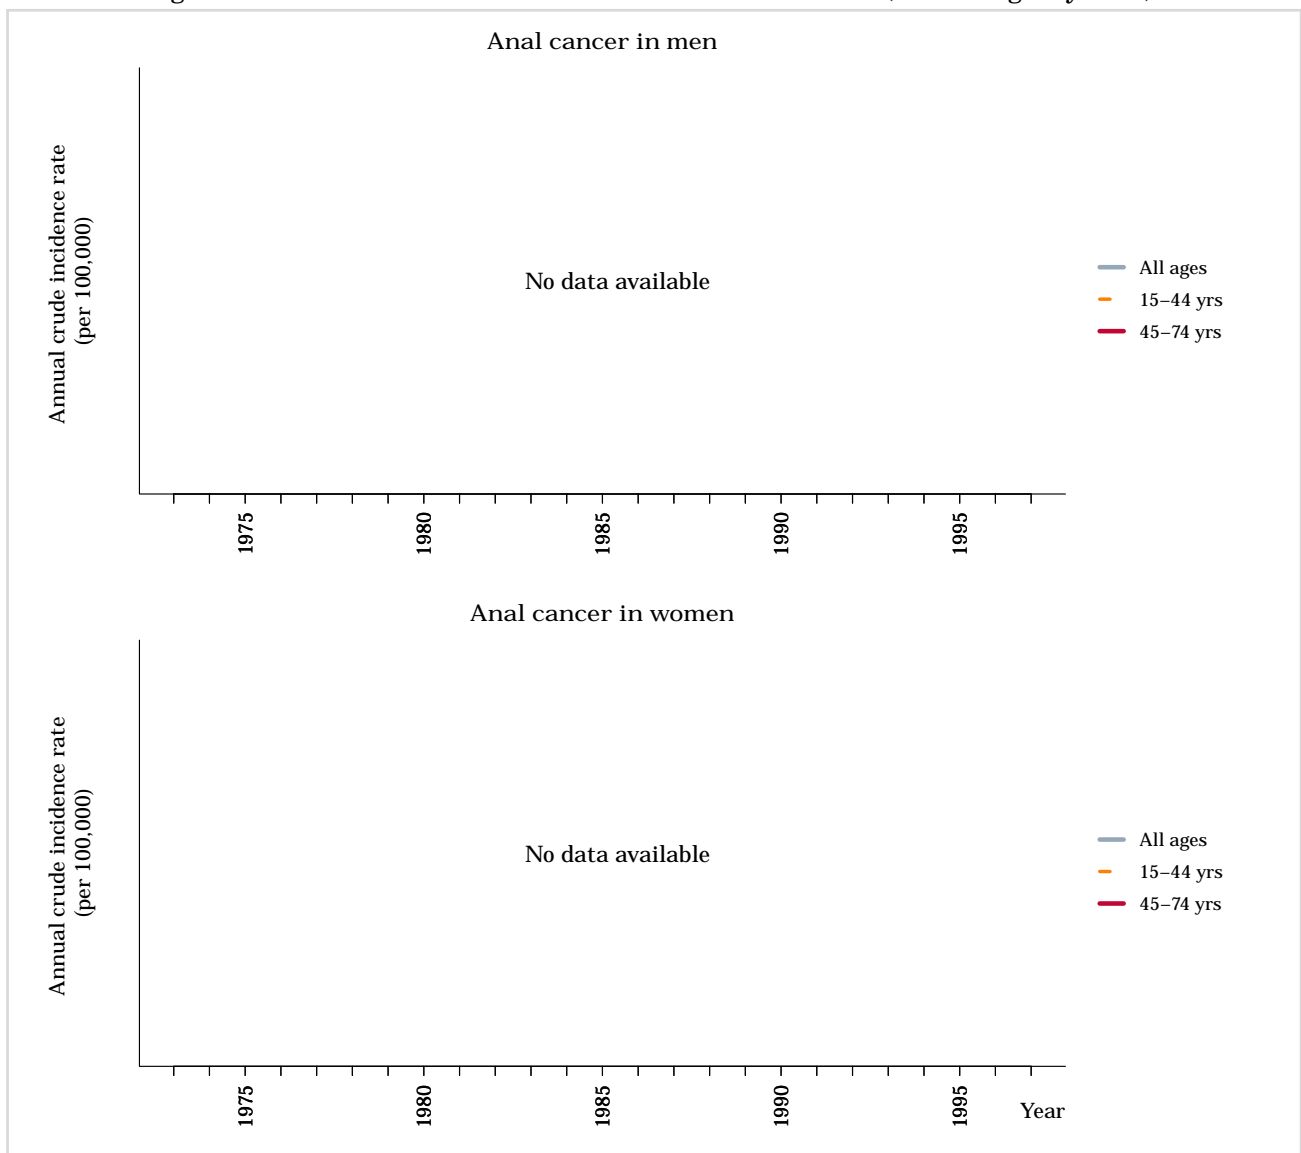 Anal cancer in men
Annual crude incidence rate
(per 100,000)
No data available
All ages
15–44 yrs
45–74 yrs
1975
1980
1985
1990
1995
Anal cancer in women
Annual crude incidence rate
(per 100,000)
No data available
All ages
15–44 yrs
45–74 yrs
1975
1980
1985
1990
1995
Year